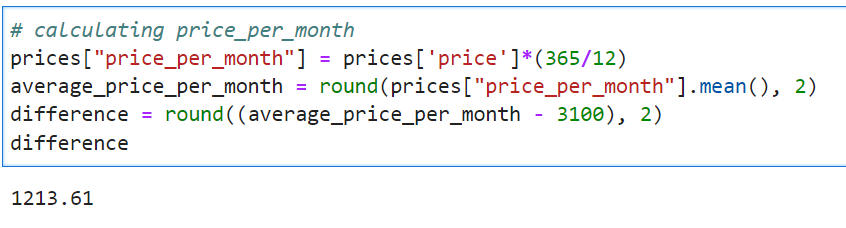 # calculating price_per_month
prices["price_per_month"] = prices['price']*(365/12)
average_price_per_month = round(prices["price_per_month"].mean(), 2)
difference = round((average_price_per_month - 3100), 2)
difference
1213.61